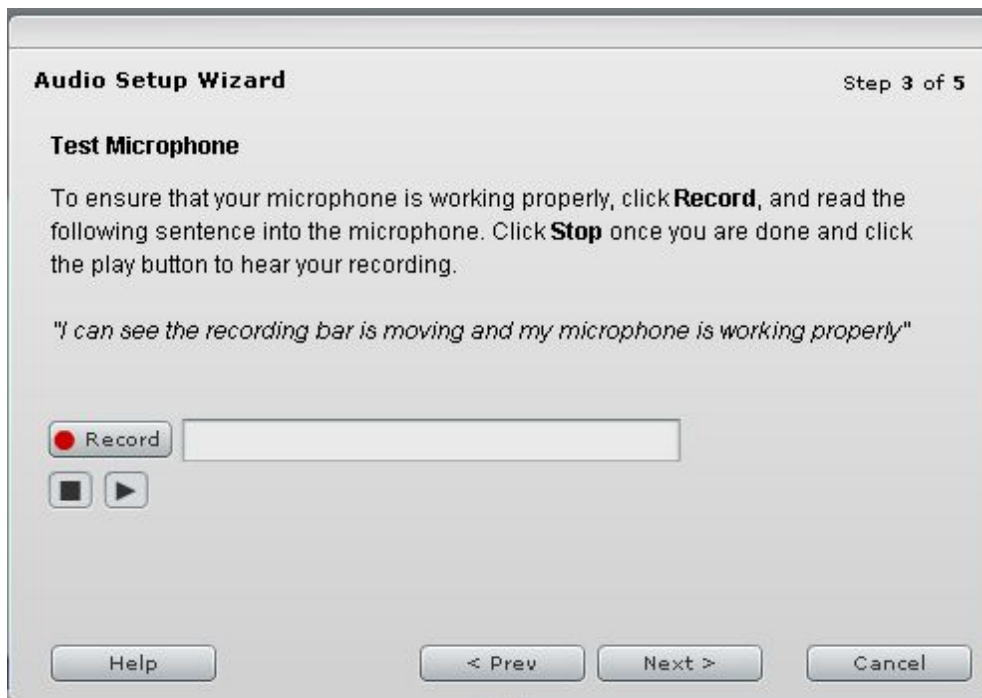 Audio Setup Wizard
Step 3 of 5
Test Microphone
To ensure that your microphone is working properly, click Record, and read the
following sentence into the microphone. Click Stop once you are done and click
the play button to hear your recording.
"I can see the recording bar is moving and my microphone is working properly"
Record
Help
< Prev
Next >
Cancel